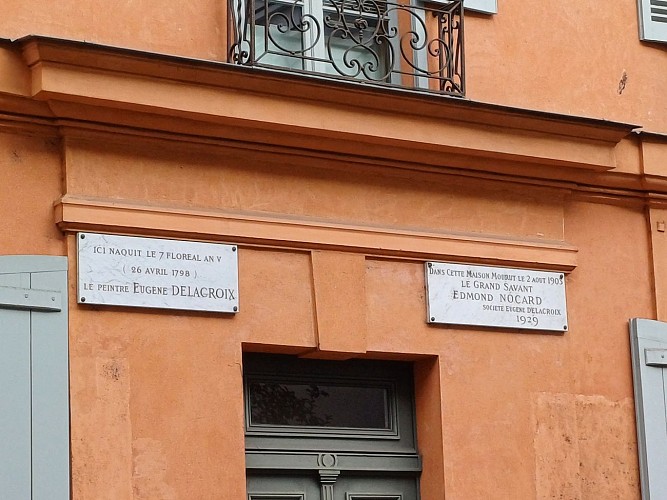 ICI NAQUIT LE 7 FLOREAL AN V
( 26 AVRIL 1798 )
LE PEINTRE EUGENE DELACROIX
DANS CETTE MAISON MOURUT LE 2 AOUT 1903
LE GRAND SAVANT
EDMOND NOCARD
SOCIETE EUGENE DELACROIX
1929